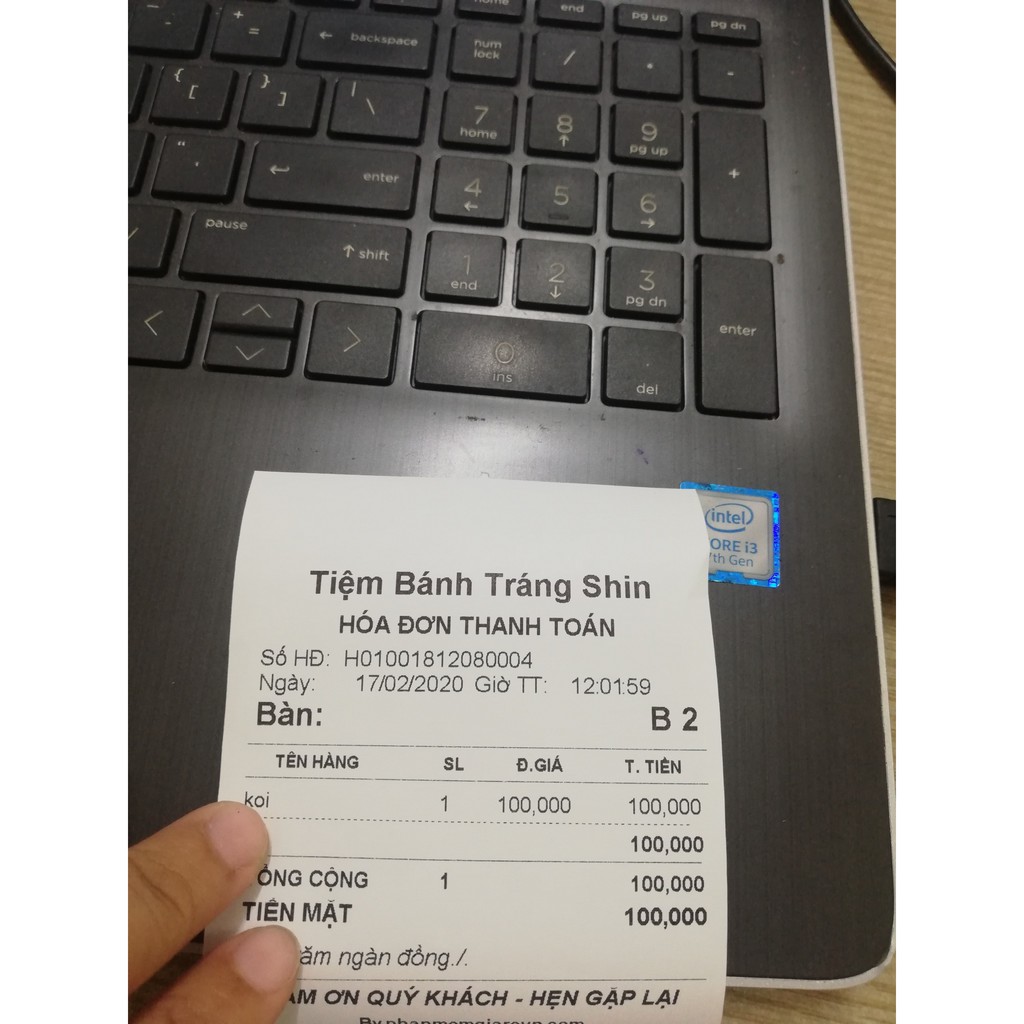 home end pg up pg dn
- + = ← backspace num lock / * -
{ [ } ] | \ 7 home 8 ↑ 9 pg up +
" ' ← enter 4 ← 5 6 →
pause ↑ shift 1 end 2 ↓ 3 pg dn enter
0 ins . del
intel
CORE i3
7th Gen
Tiệm Bánh Tráng Shin
HÓA ĐƠN THANH TOÁN
Số HĐ: H01001812080004
Ngày: 17/02/2020 Giờ TT: 12:01:59
Bàn: B 2
TÊN HÀNG SL Đ.GIÁ T. TIỀN
koi 1 100,000 100,000
100,000
ỔNG CỘNG 1 100,000
TIỀN MẶT 100,000
ăm ngàn đồng./.
ẢM ƠN QUÝ KHÁCH - HẸN GẶP LẠI